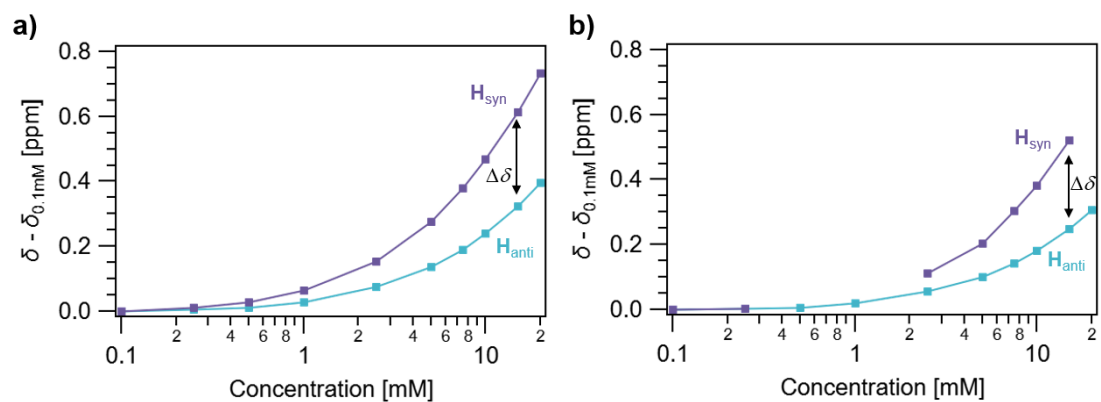 a)
δ - δ0.1mM [ppm]
0.8
0.6
0.4
0.2
0.0
Hsyn
Δδ
Hanti
2 4 6 8 2 4 6 8 2
0.1 1 10
Concentration [mM]
b)
δ - δ0.1mM [ppm]
0.8
0.6
0.4
0.2
0.0
Hsyn
Δδ
Hanti
2 4 6 8 2 4 6 8 2
0.1 1 10
Concentration [mM]